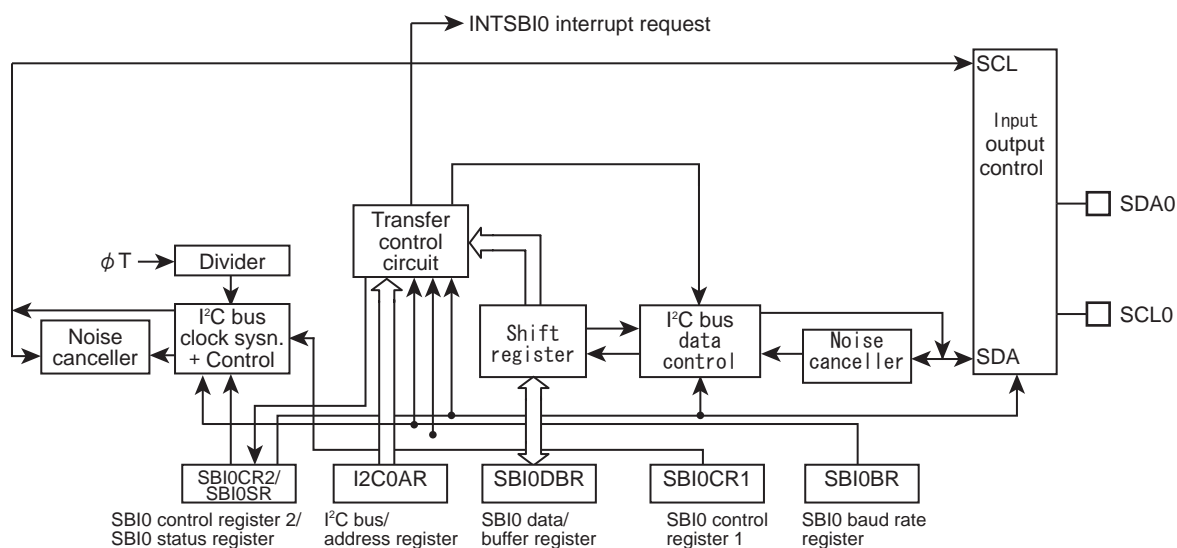 INTSBI0 interrupt request
SCL
Input
output
control
SDA0
SCL0
SDA
Transfer
control
circuit
ϕT
Divider
I²C bus
clock sysn.
+ Control
Noise
canceller
Shift
register
I²C bus
data
control
Noise
canceller
SBI0CR2/
SBI0SR
I2C0AR
SBI0DBR
SBI0CR1
SBI0BR
SBI0 control register 2/
SBI0 status register
I²C bus/
address register
SBI0 data/
buffer register
SBI0 control
register 1
SBI0 baud rate
register